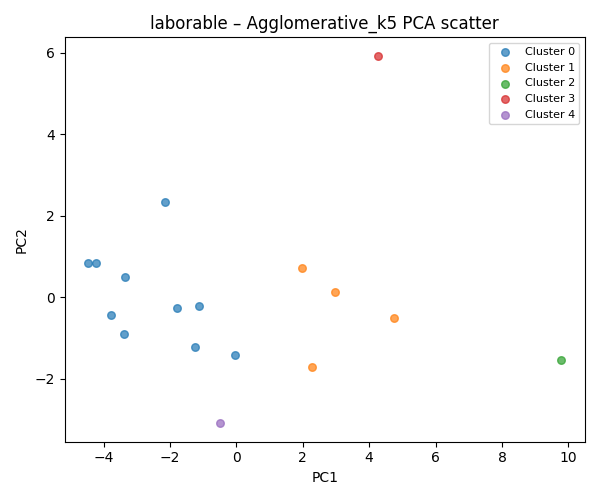 laborable – Agglomerative_k5 PCA scatter
Cluster 0
Cluster 1
Cluster 2
Cluster 3
Cluster 4
PC2
6
4
2
0
−2
−4 −2 0 2 4 6 8 10
PC1